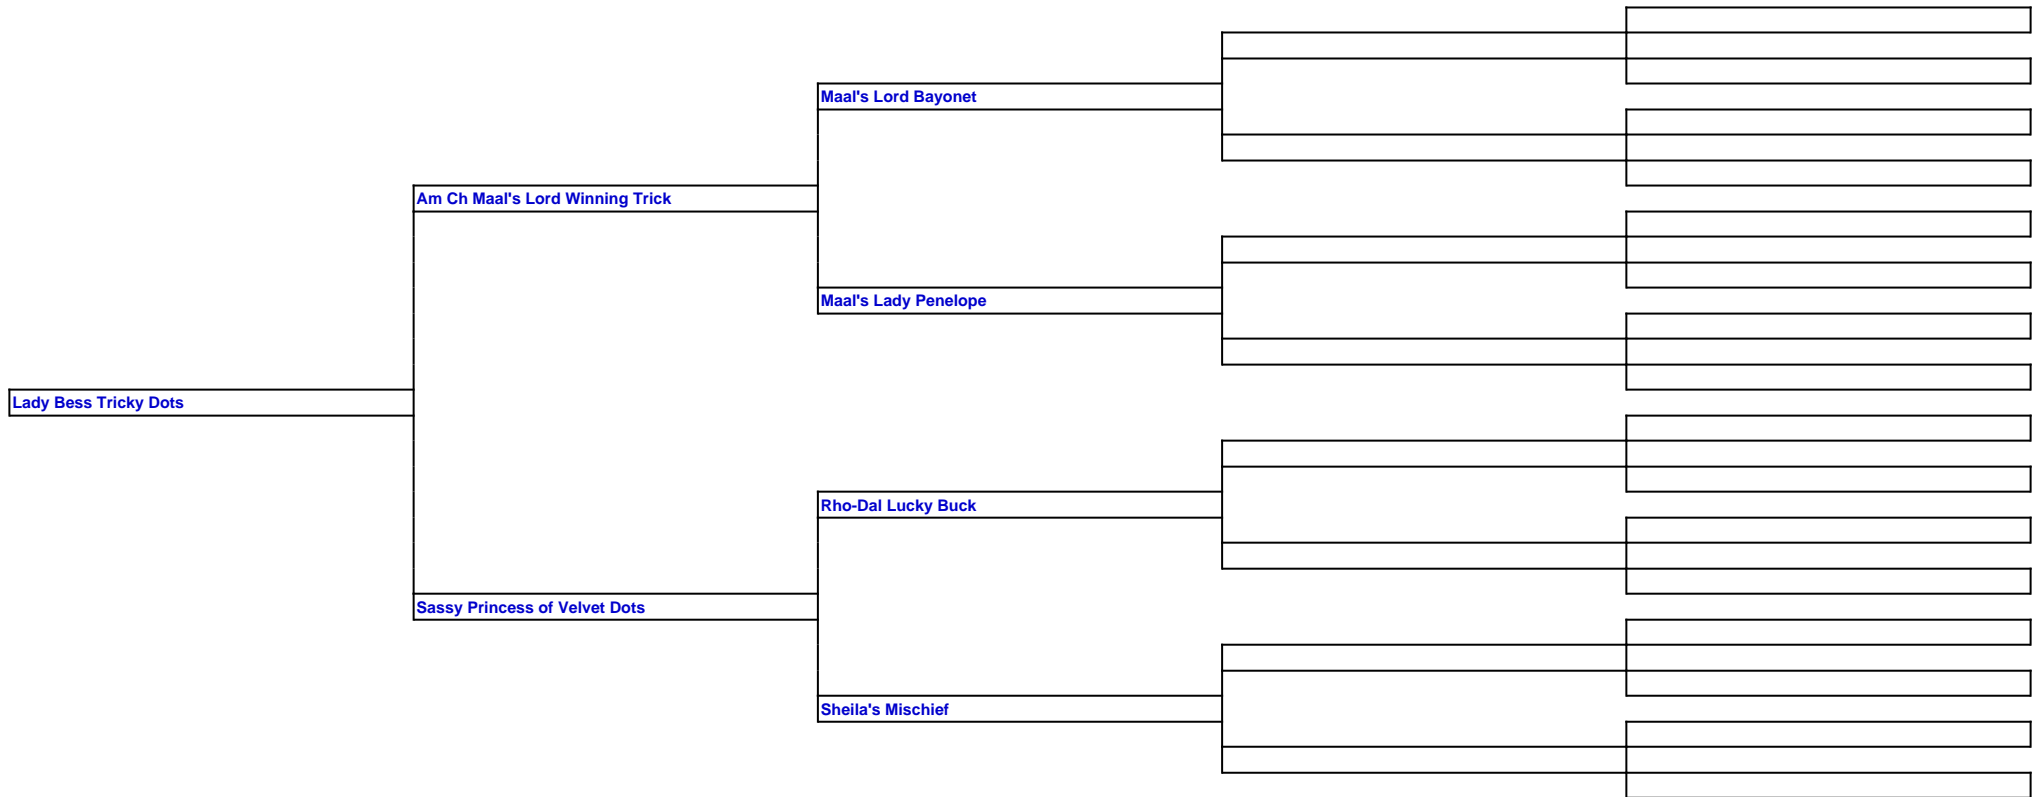 Maal's Lord Bayonet
Am Ch Maal's Lord Winning Trick
Maal's Lady Penelope
Lady Bess Tricky Dots
Rho-Dal Lucky Buck
Sassy Princess of Velvet Dots
Sheila's Mischief